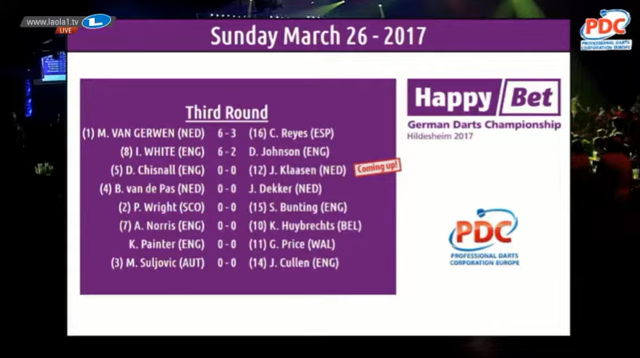 www.laola1.tv
LIVE
Sunday March 26 - 2017
PDC
PROFESSIONAL DARTS
CORPORATION EUROPE
Third Round
(1) M. VAN GERWEN (NED) 6 - 3 (16) C. Reyes (ESP)
(8) I. WHITE (ENG) 6 - 2 D. Johnson (ENG)
(5) D. Chisnall (ENG) 0 - 0 (12) J. Klaasen (NED) Coming up!
(4) B. van de Pas (NED) 0 - 0 J. Dekker (NED)
(2) P. Wright (SCO) 0 - 0 (15) S. Bunting (ENG)
(7) A. Norris (ENG) 0 - 0 (10) K. Huybrechts (BEL)
K. Painter (ENG) 0 - 0 (11) G. Price (WAL)
(3) M. Suljovic (AUT) 0 - 0 (14) J. Cullen (ENG)
Happy Bet
German Darts Championship
Hildesheim 2017
PDC
PROFESSIONAL DARTS
CORPORATION EUROPE